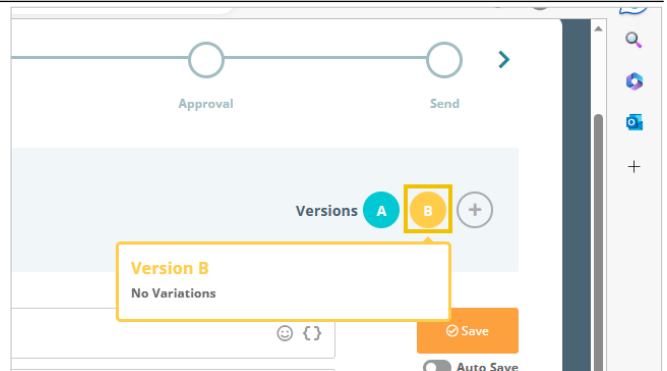 Approval
Send
Versions A B +
Version B
No Variations
{}
Save
Auto Save